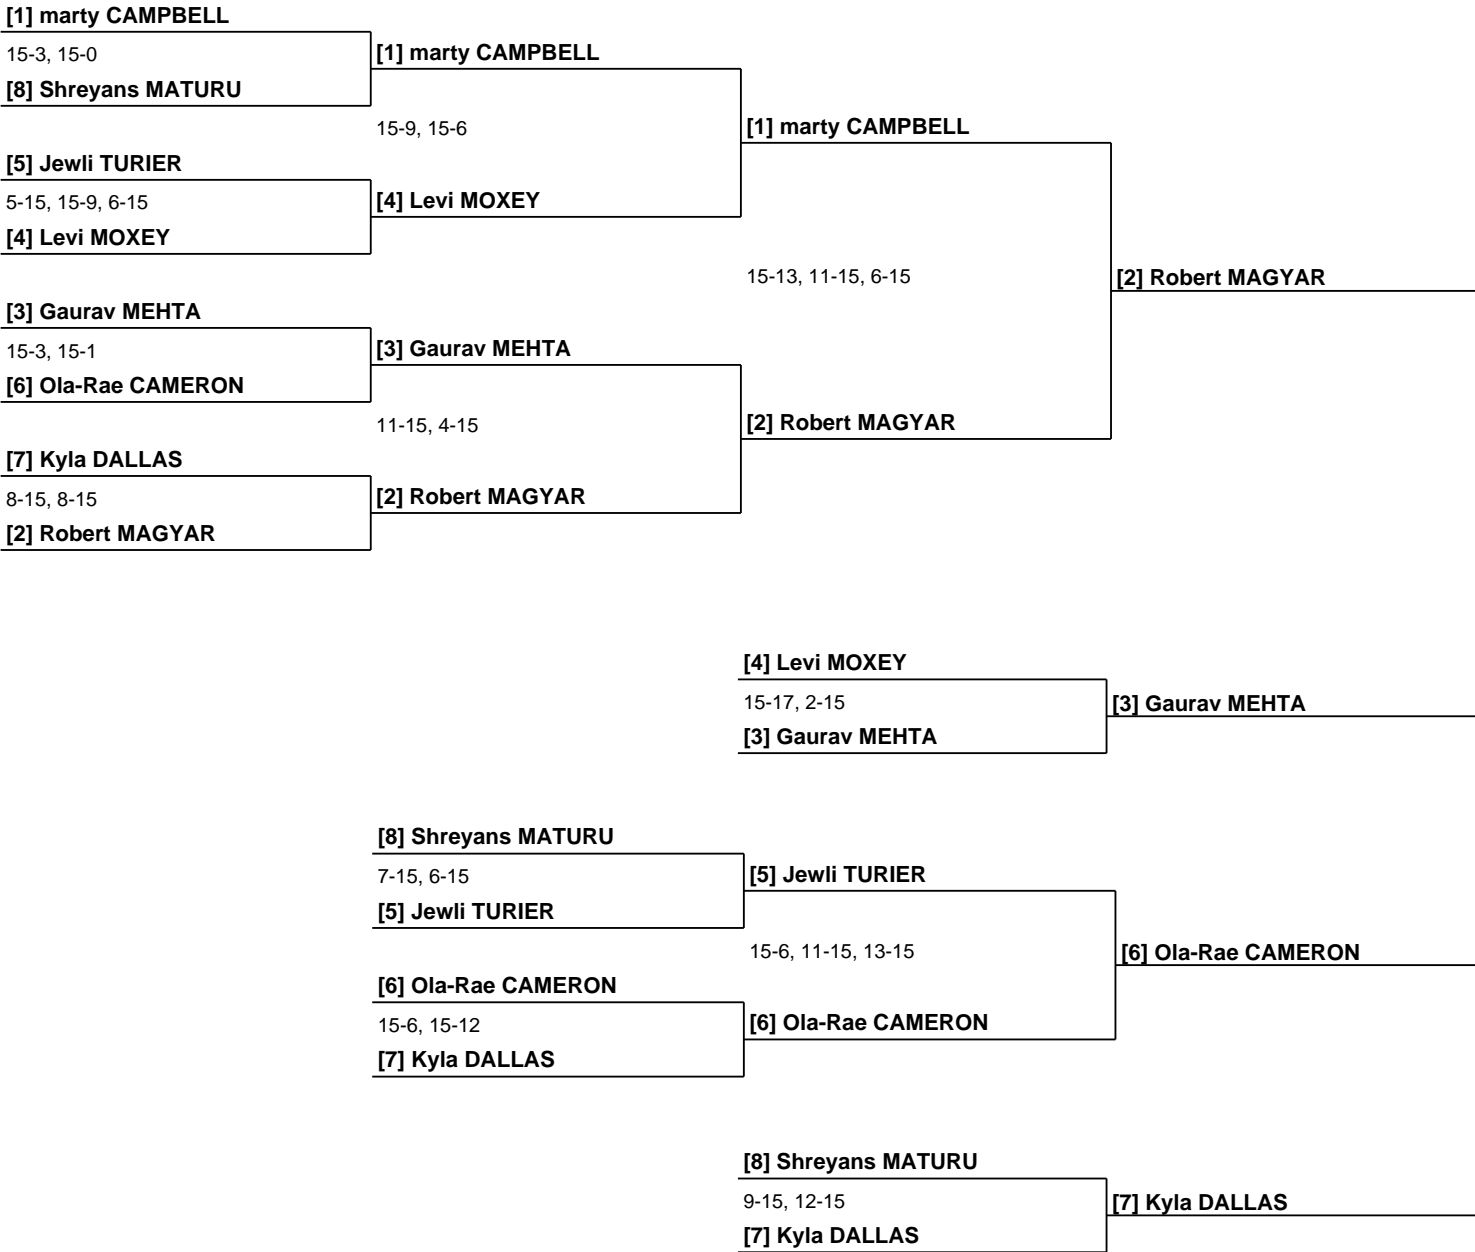 [1] marty CAMPBELL
15-3, 15-0
[1] marty CAMPBELL
[8] Shreyans MATURU
15-9, 15-6
[1] marty CAMPBELL
[5] Jewli TURIER
5-15, 15-9, 6-15
[4] Levi MOXEY
[4] Levi MOXEY
15-13, 11-15, 6-15
[2] Robert MAGYAR
[3] Gaurav MEHTA
15-3, 15-1
[3] Gaurav MEHTA
[6] Ola-Rae CAMERON
11-15, 4-15
[2] Robert MAGYAR
[7] Kyla DALLAS
8-15, 8-15
[2] Robert MAGYAR
[2] Robert MAGYAR
[4] Levi MOXEY
15-17, 2-15
[3] Gaurav MEHTA
[3] Gaurav MEHTA
[8] Shreyans MATURU
7-15, 6-15
[5] Jewli TURIER
[5] Jewli TURIER
15-6, 11-15, 13-15
[6] Ola-Rae CAMERON
[6] Ola-Rae CAMERON
15-6, 15-12
[6] Ola-Rae CAMERON
[7] Kyla DALLAS
[8] Shreyans MATURU
9-15, 12-15
[7] Kyla DALLAS
[7] Kyla DALLAS